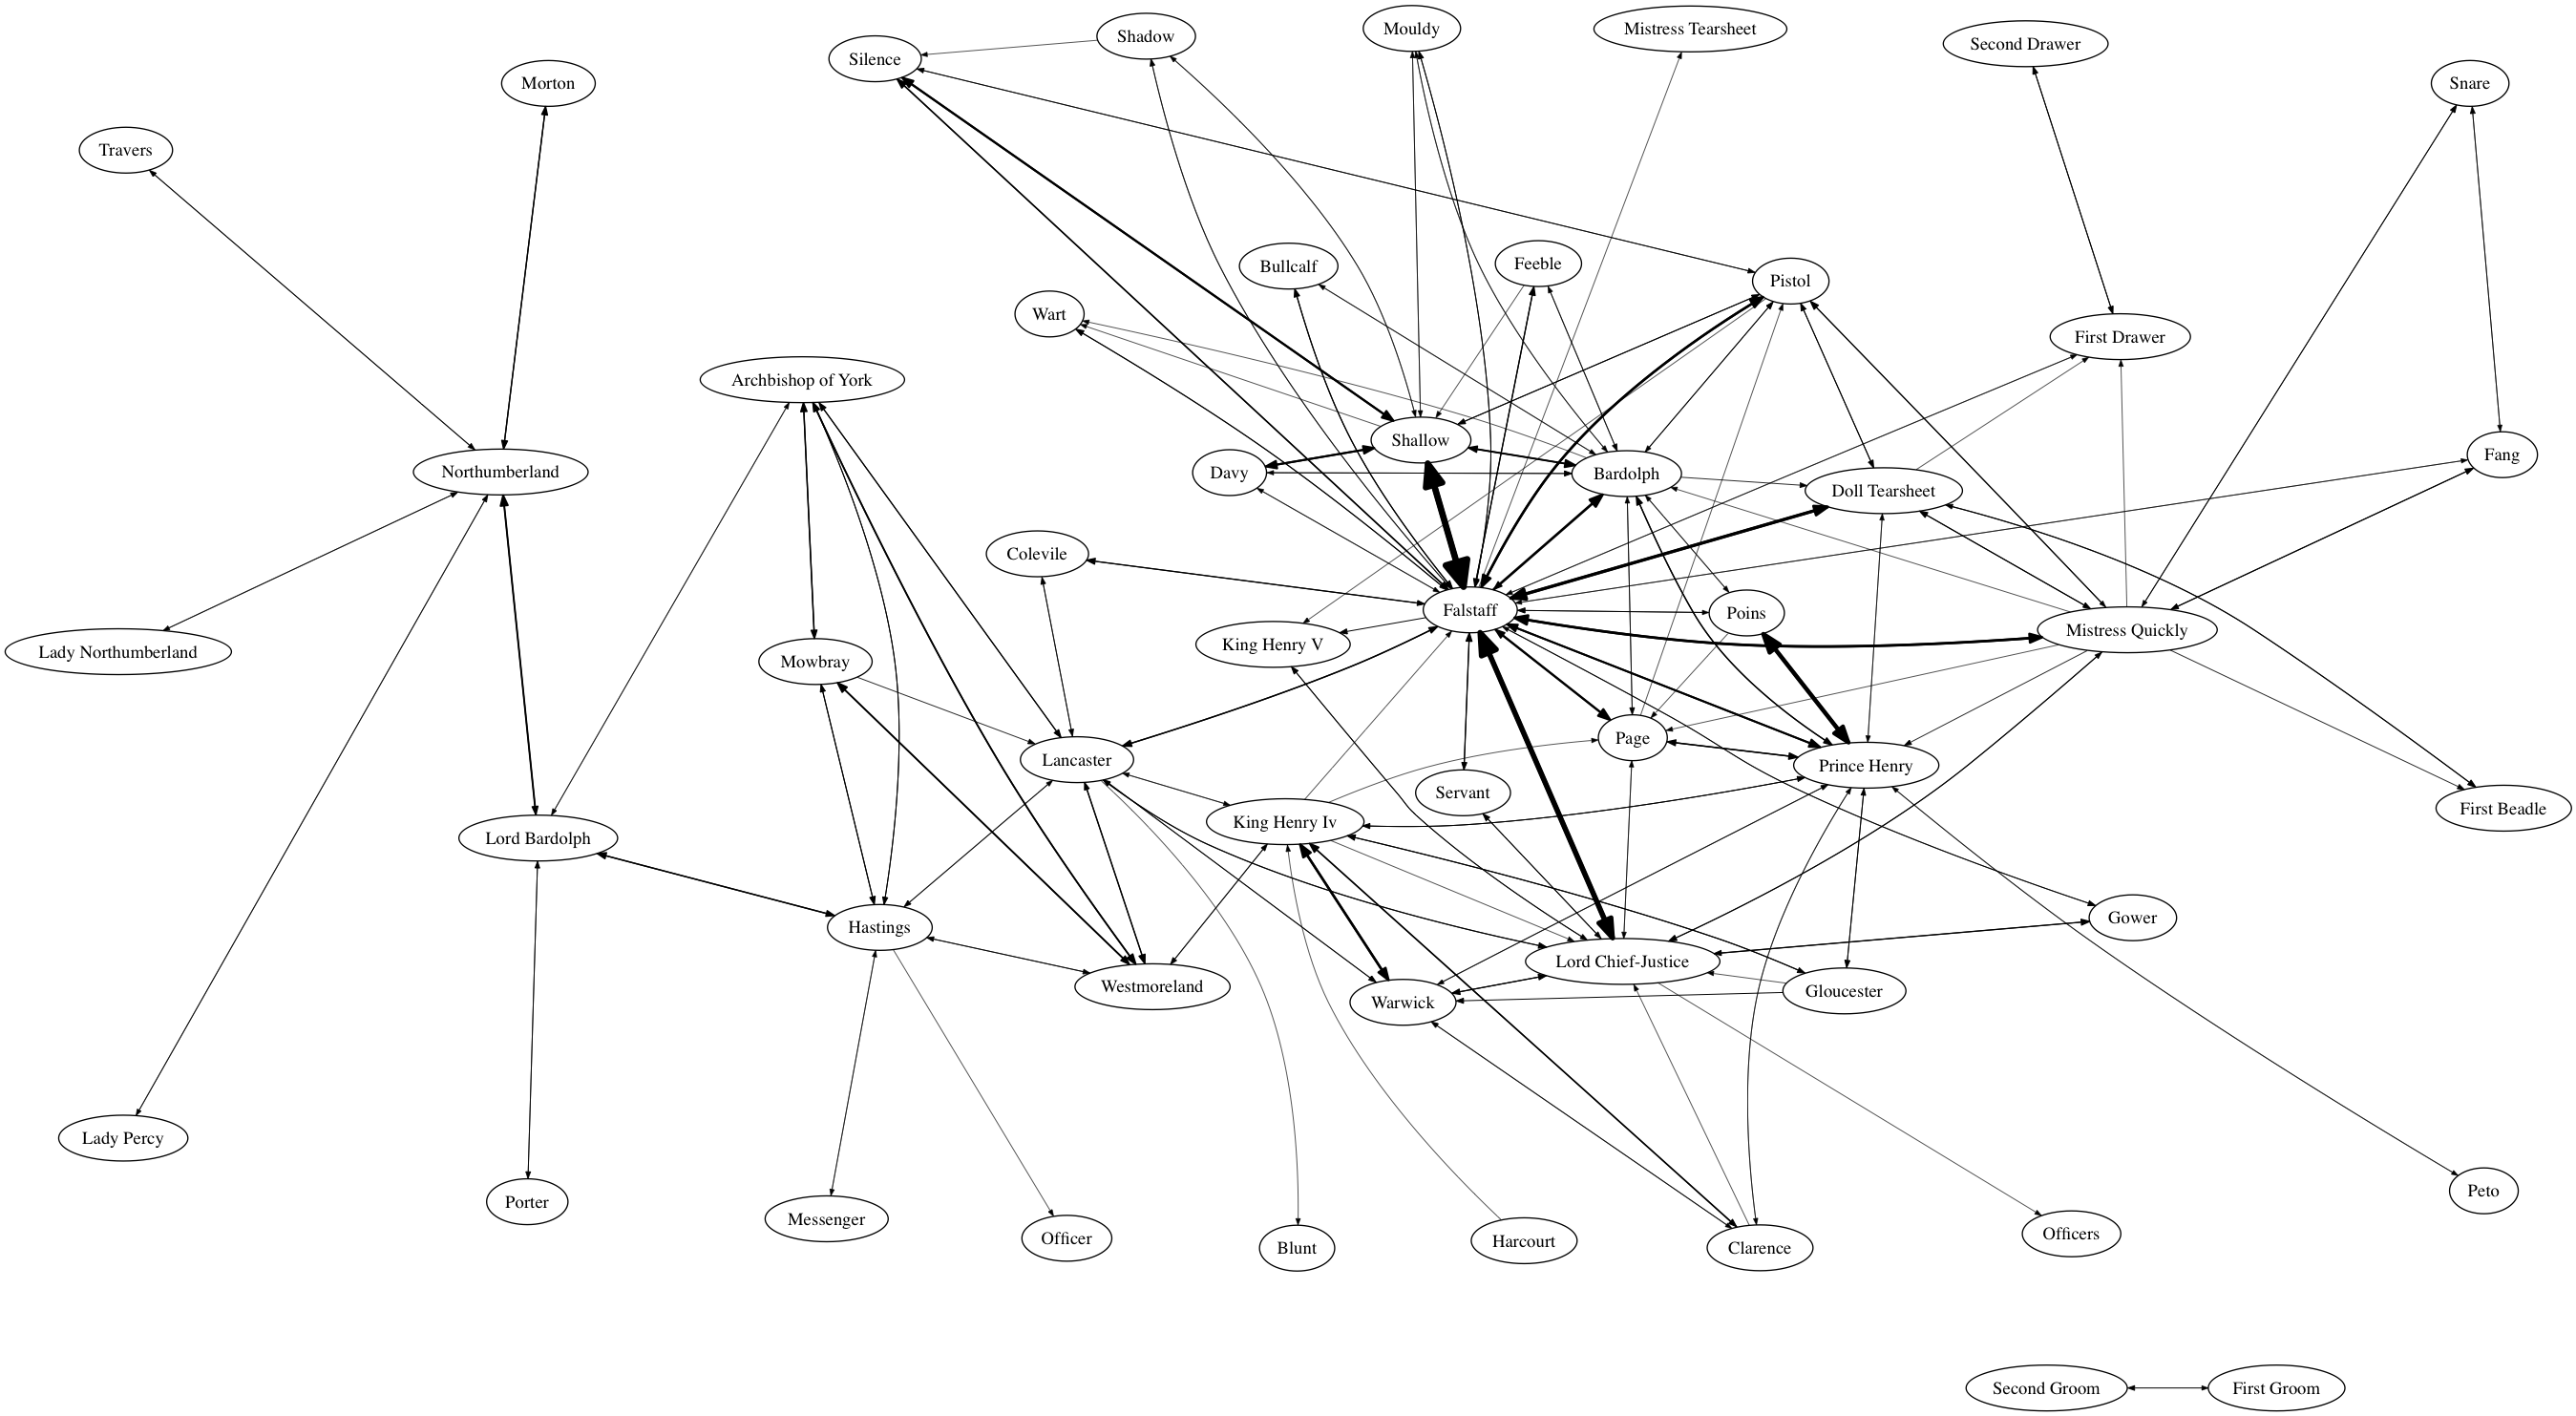 Mouldy
Mistress Tearsheet
Shadow
Second Drawer
Silence
Morton
Snare
Travers
Feeble
Bullcalf
Pistol
Wart
First Drawer
Archbishop of York
Shallow
Fang
Northumberland
Davy
Bardolph
Doll Tearsheet
Colevile
Falstaff
Poins
Mistress Quickly
King Henry V
Lady Northumberland
Mowbray
Page
Lancaster
Prince Henry
Servant
First Beadle
King Henry Iv
Lord Bardolph
Gower
Hastings
Lord Chief-Justice
Westmoreland
Gloucester
Warwick
Lady Percy
Peto
Porter
Messenger
Officers
Officer
Harcourt
Blunt
Clarence
Second Groom
First Groom